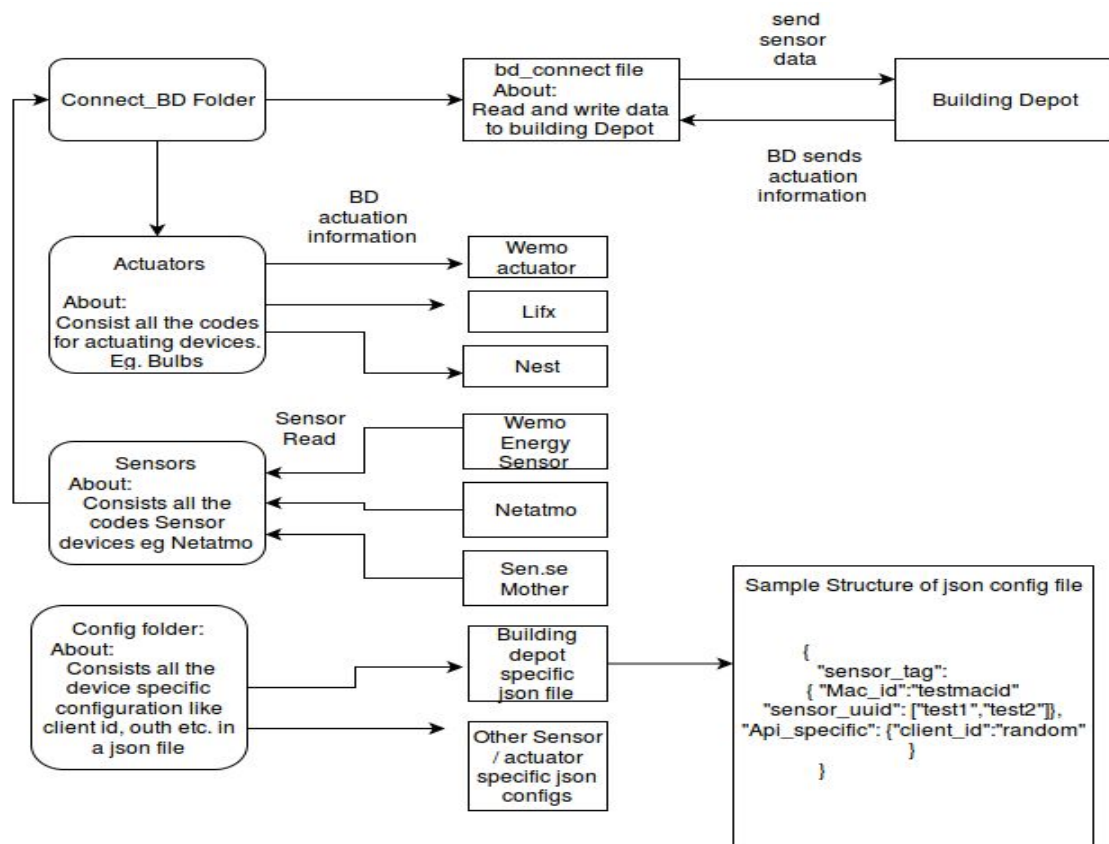 send
sensor
data
Connect_BD Folder
bd_connect file
About:
Read and write data
to building Depot
Building Depot
BD sends
actuation
information
BD
actuation
information
Actuators
About:
Consist all the codes
for actuating devices.
Eg. Bulbs
Wemo
actuator
Lifx
Nest
Sensor
Read
Sensors
About:
Consists all the
codes Sensor
devices eg Netatmo
Wemo
Energy
Sensor
Netatmo
Sen.se
Mother
Config folder:
About:
Consists all the
device specific
configuration like
client id, outh etc. in
a json file
Building
depot
specific
json file
Other Sensor
/ actuator
specific json
configs
Sample Structure of json config file
{
"sensor_tag":
{ "Mac_id":"testmacid"
"sensor_uuid": ["test1","test2"]},
"Api_specific": {"client_id":"random"
}
}